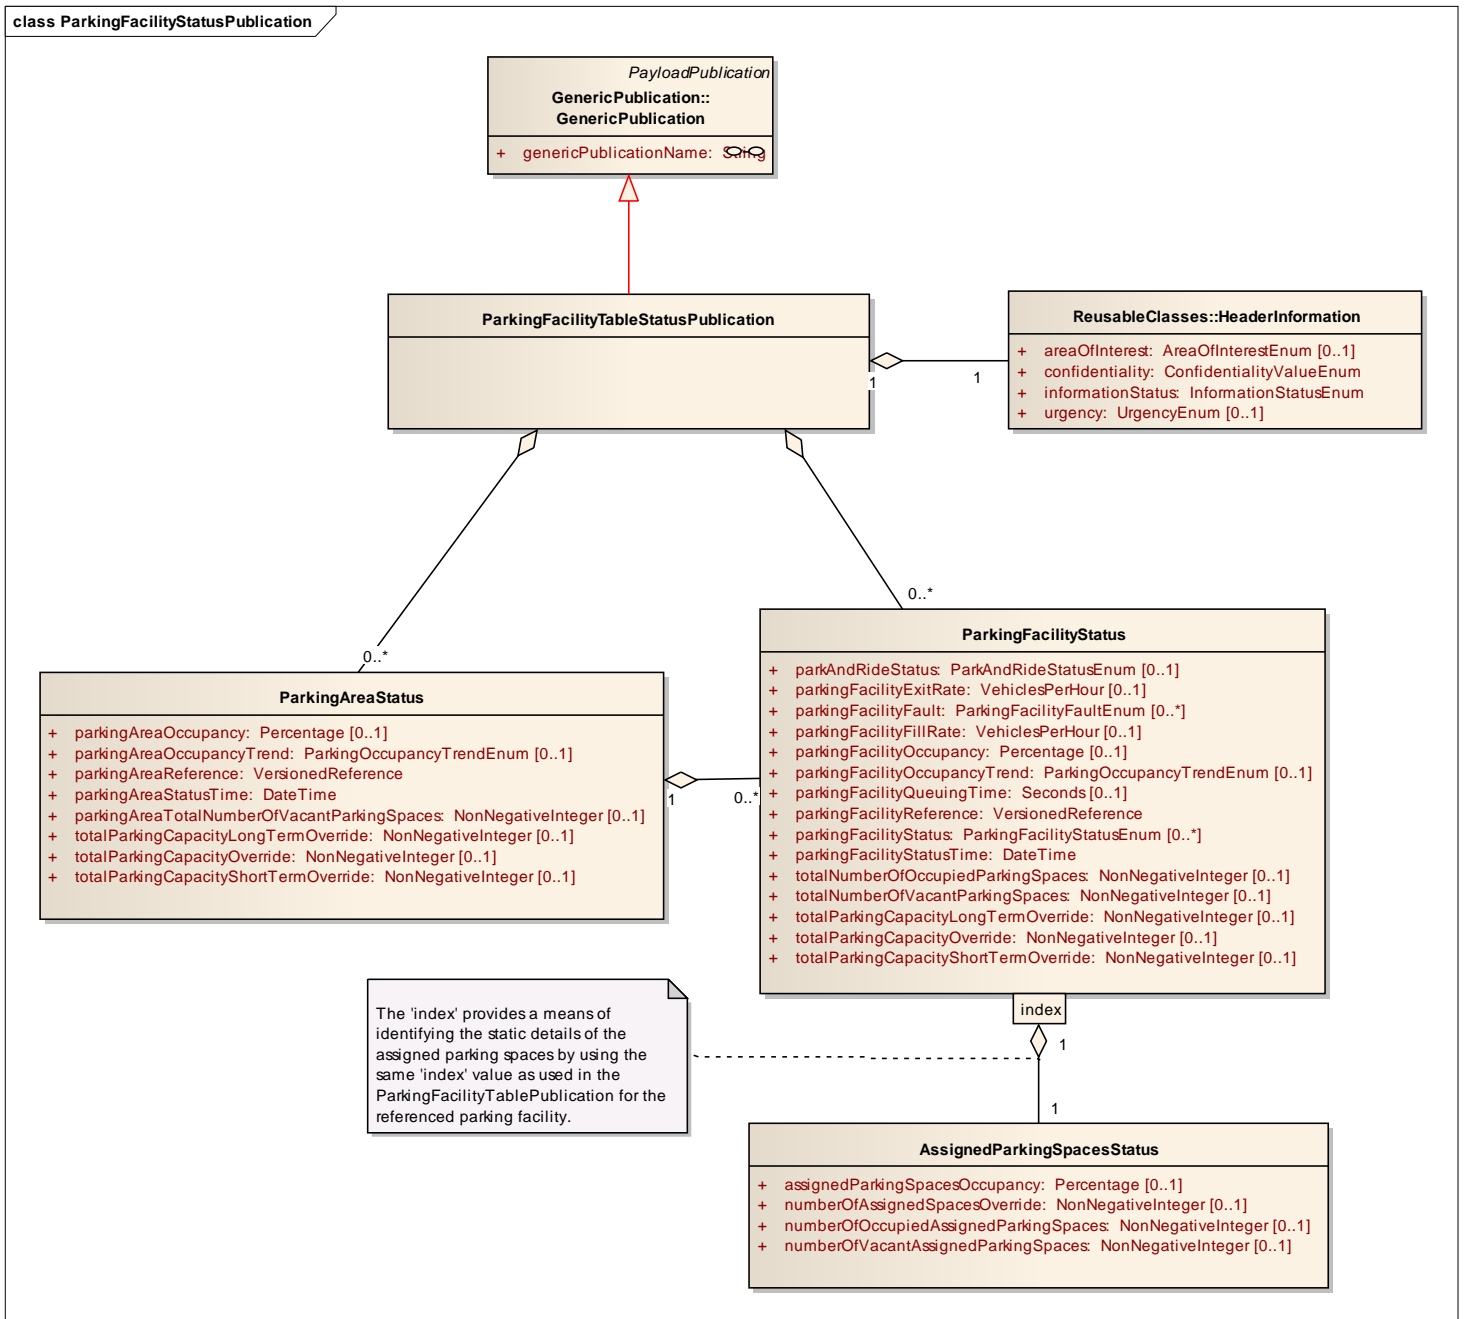 class ParkingFacilityStatusPublication
PayloadPublication
GenericPublication::
GenericPublication
+ genericPublicationName: String
ParkingFacilityTableStatusPublication
1
1
ReusableClasses::HeaderInformation
+ areaOfInterest: AreaOfInterestEnum [0..1]
+ confidentiality: ConfidentialityValueEnum
+ informationStatus: InformationStatusEnum
+ urgency: UrgencyEnum [0..1]
0..*
0..*
ParkingAreaStatus
+ parkingAreaOccupancy: Percentage [0..1]
+ parkingAreaOccupancyTrend: ParkingOccupancyTrendEnum [0..1]
+ parkingAreaReference: VersionedReference
+ parkingAreaStatusTime: DateTime
+ parkingAreaTotalNumberOfVacantParkingSpaces: NonNegativeInteger [0..1]
+ totalParkingCapacityLongTermOverride: NonNegativeInteger [0..1]
+ totalParkingCapacityOverride: NonNegativeInteger [0..1]
+ totalParkingCapacityShortTermOverride: NonNegativeInteger [0..1]
1
0..*
ParkingFacilityStatus
+ parkAndRideStatus: ParkAndRideStatusEnum [0..1]
+ parkingFacilityExitRate: VehiclesPerHour [0..1]
+ parkingFacilityFault: ParkingFacilityFaultEnum [0..*]
+ parkingFacilityFillRate: VehiclesPerHour [0..1]
+ parkingFacilityOccupancy: Percentage [0..1]
+ parkingFacilityOccupancyTrend: ParkingOccupancyTrendEnum [0..1]
+ parkingFacilityQueuingTime: Seconds [0..1]
+ parkingFacilityReference: VersionedReference
+ parkingFacilityStatus: ParkingFacilityStatusEnum [0..*]
+ parkingFacilityStatusTime: DateTime
+ totalNumberOfOccupiedParkingSpaces: NonNegativeInteger [0..1]
+ totalNumberOfVacantParkingSpaces: NonNegativeInteger [0..1]
+ totalParkingCapacityLongTermOverride: NonNegativeInteger [0..1]
+ totalParkingCapacityOverride: NonNegativeInteger [0..1]
+ totalParkingCapacityShortTermOverride: NonNegativeInteger [0..1]
index
1
1
The 'index' provides a means of
identifying the static details of the
assigned parking spaces by using the
same 'index' value as used in the
ParkingFacilityTablePublication for the
referenced parking facility.
AssignedParkingSpacesStatus
+ assignedParkingSpacesOccupancy: Percentage [0..1]
+ numberOfAssignedSpacesOverride: NonNegativeInteger [0..1]
+ numberOfOccupiedAssignedParkingSpaces: NonNegativeInteger [0..1]
+ numberOfVacantAssignedParkingSpaces: NonNegativeInteger [0..1]